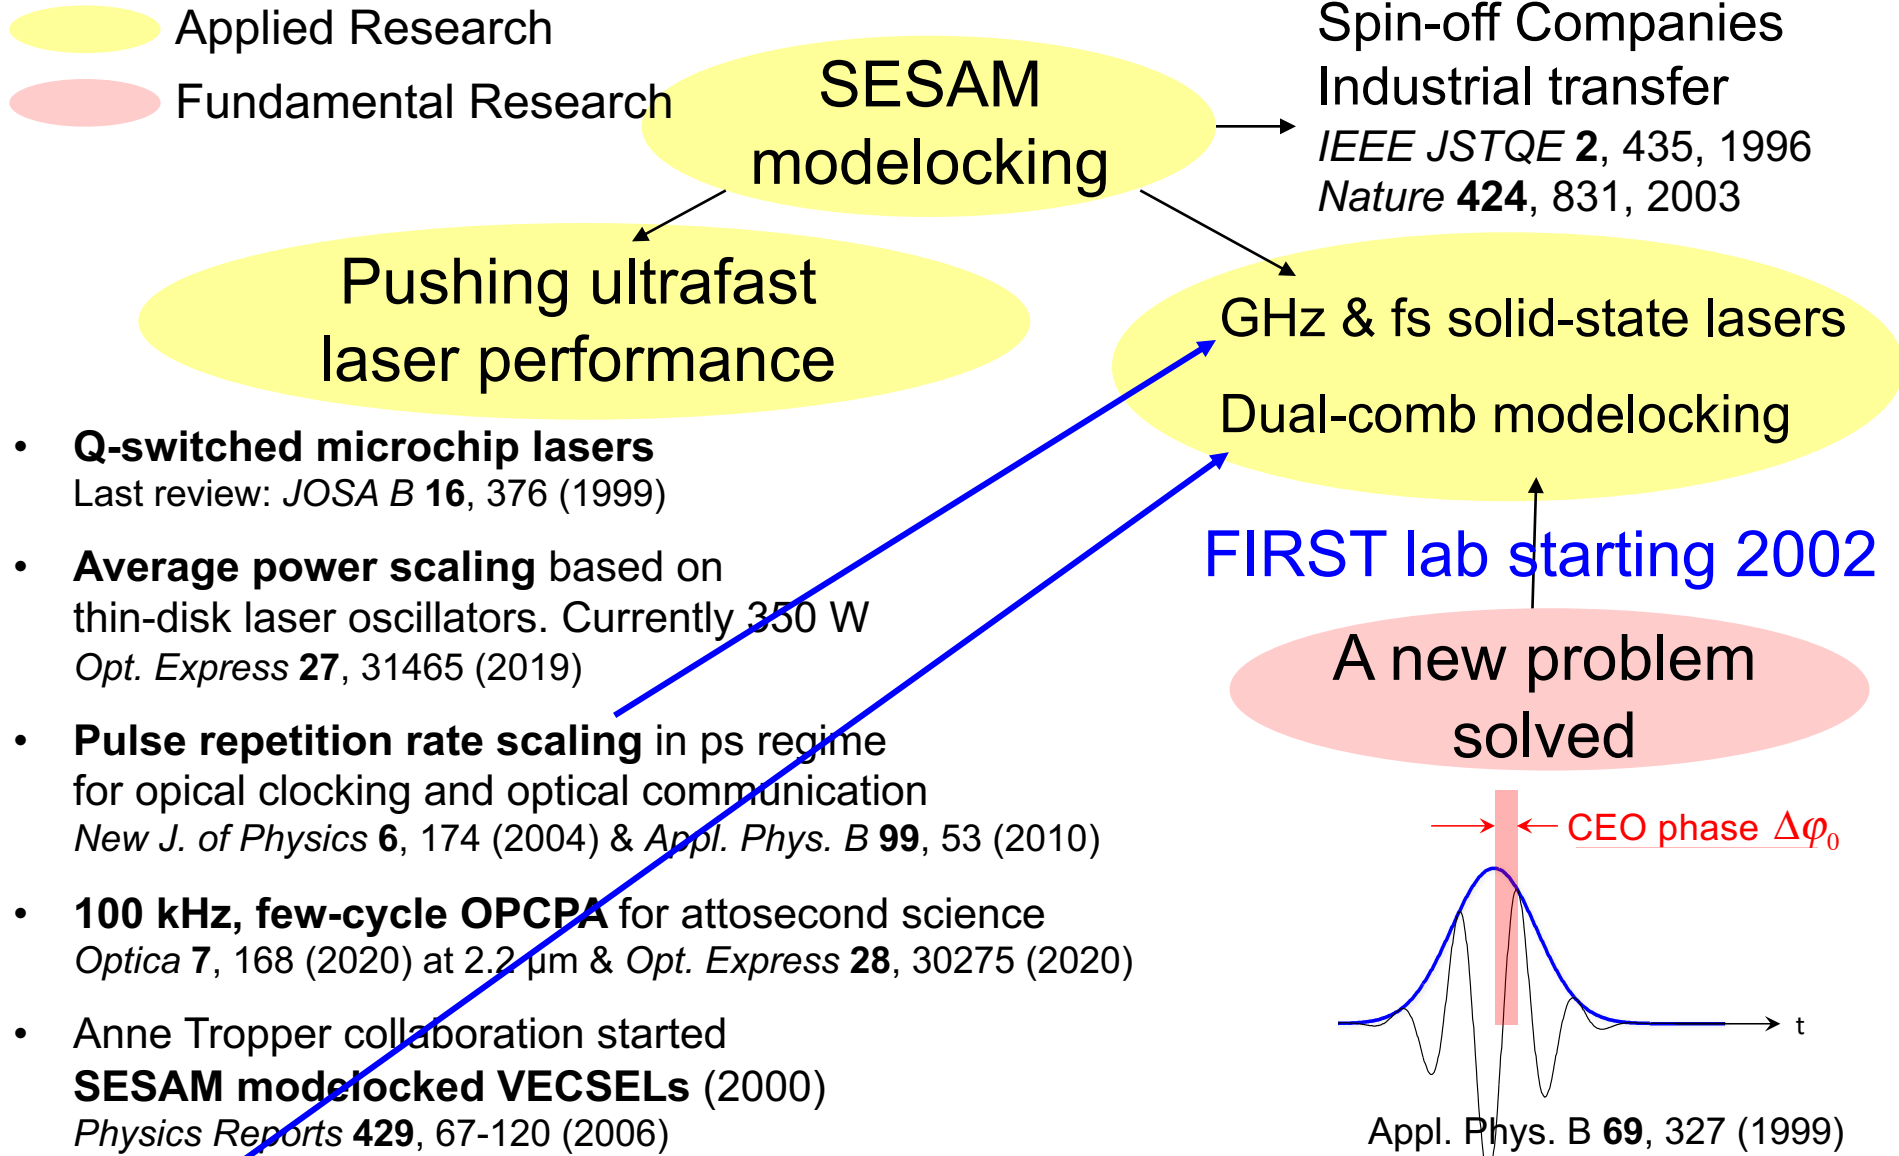 Applied Research
Fundamental Research
SESAM
modelocking
Spin-off Companies
Industrial transfer
IEEE JSTQE 2, 435, 1996
Nature 424, 831, 2003
Pushing ultrafast
laser performance
GHz & fs solid-state lasers
Dual-comb modelocking
• Q-switched microchip lasers
Last review: JOSA B 16, 376 (1999)
• Average power scaling based on
thin-disk laser oscillators. Currently 350 W
Opt. Express 27, 31465 (2019)
• Pulse repetition rate scaling in ps regime
for opical clocking and optical communication
New J. of Physics 6, 174 (2004) & Appl. Phys. B 99, 53 (2010)
• 100 kHz, few-cycle OPCPA for attosecond science
Optica 7, 168 (2020) at 2.2 µm & Opt. Express 28, 30275 (2020)
• Anne Tropper collaboration started
SESAM modelocked VECSELs (2000)
Physics Reports 429, 67-120 (2006)
FIRST lab starting 2002
A new problem
solved
CEO phase Δφ₀
t
Appl. Phys. B 69, 327 (1999)